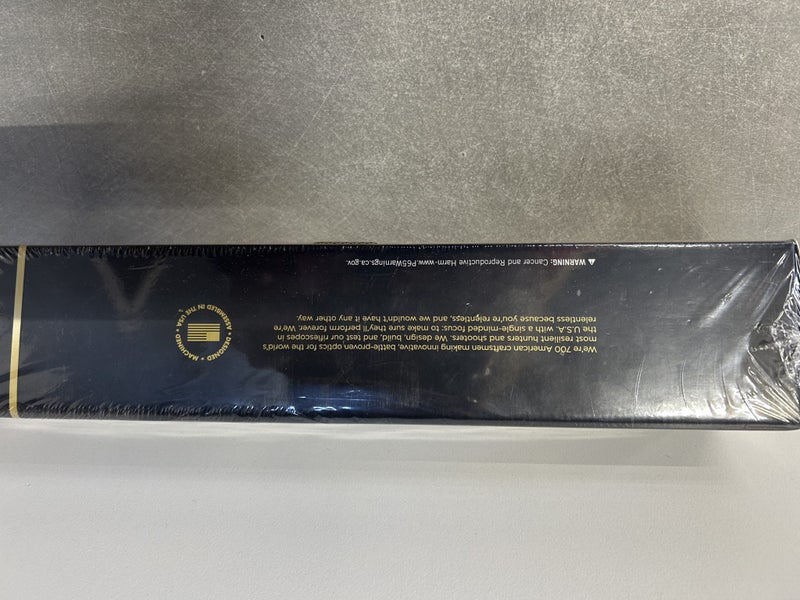 We're 700 American craftsmen making innovative, battle-proven optics for the world's
most resilient hunters and shooters. We design, build, and test our riflescopes in
the U.S.A. with a single-minded focus: to make sure they'll perform, forever. We're
relentless because you're relentless, and we wouldn't have it any other way.
• DESIGNED • MACHINED • ASSEMBLED IN THE USA
⚠ WARNING: Cancer and Reproductive Harm-www.P65Warnings.ca.gov.